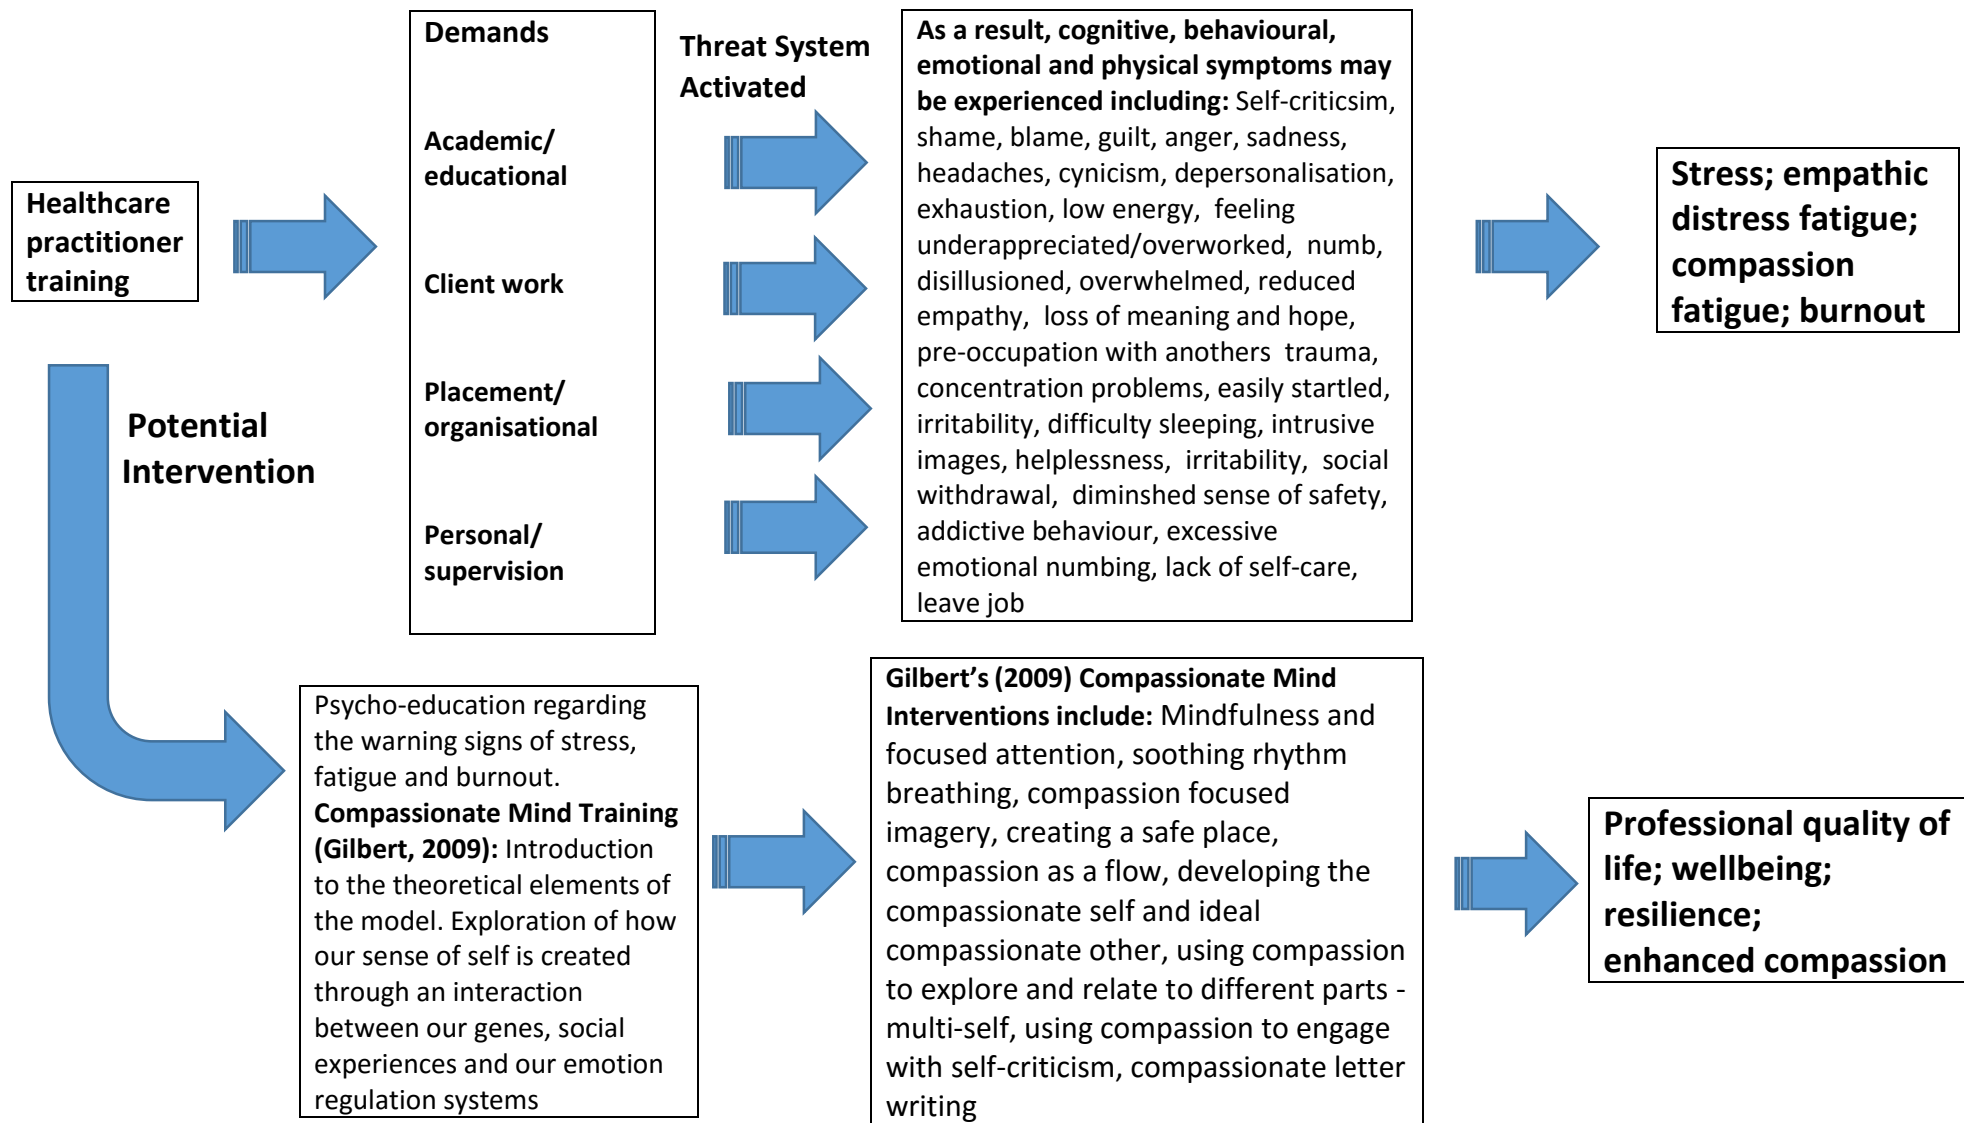 Healthcare
practitioner
training
Demands
Academic/
educational
Client work
Placement/
organisational
Personal/
supervision
Threat System
Activated
As a result, cognitive, behavioural,
emotional and physical symptoms may
be experienced including: Self-criticsim,
shame, blame, guilt, anger, sadness,
headaches, cynicism, depersonalisation,
exhaustion, low energy,  feeling
underappreciated/overworked,  numb,
disillusioned, overwhelmed, reduced
empathy,  loss of meaning and hope,
pre-occupation with anothers  trauma,
concentration problems, easily startled,
irritability, difficulty sleeping, intrusive
images, helplessness,  irritability,  social
withdrawal,  diminshed sense of safety,
addictive behaviour, excessive
emotional numbing, lack of self-care,
leave job
Stress; empathic
distress fatigue;
compassion
fatigue; burnout
Potential
Intervention
Psycho-education regarding
the warning signs of stress,
fatigue and burnout.
Compassionate Mind Training
(Gilbert, 2009): Introduction
to the theoretical elements of
the model. Exploration of how
our sense of self is created
through an interaction
between our genes, social
experiences and our emotion
regulation systems
Gilbert’s (2009) Compassionate Mind
Interventions include: Mindfulness and
focused attention, soothing rhythm
breathing, compassion focused
imagery, creating a safe place,
compassion as a flow, developing the
compassionate self and ideal
compassionate other, using compassion
to explore and relate to different parts -
multi-self, using compassion to engage
with self-criticism, compassionate letter
writing
Professional quality of
life; wellbeing;
resilience;
enhanced compassion